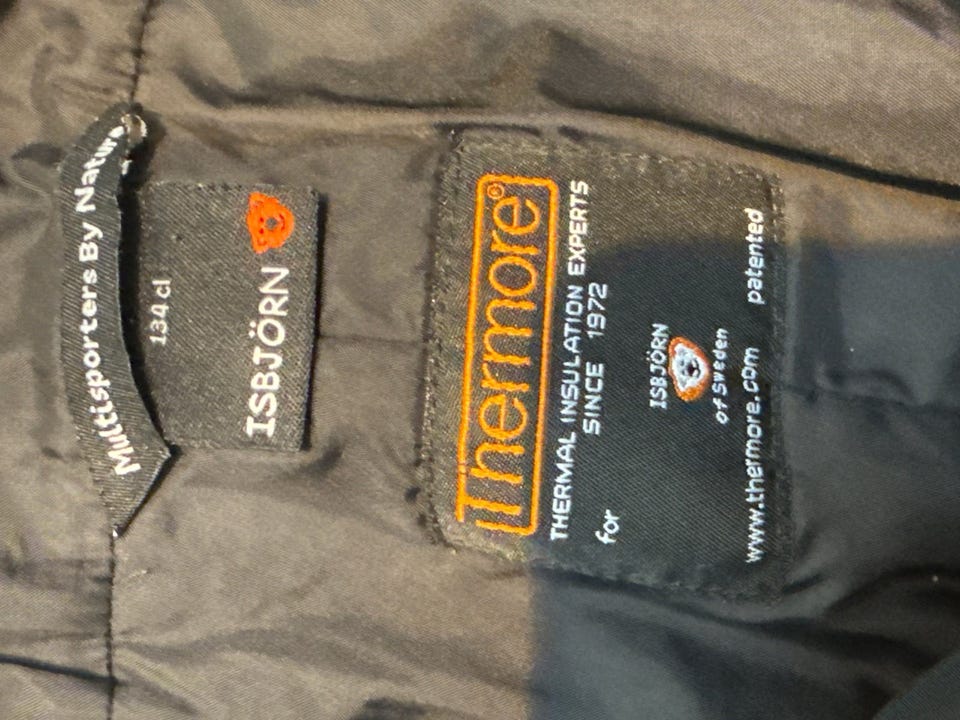 Multisporters By Nature
134 cl
ISBJÖRN
Thermore®
THERMAL INSULATION EXPERTS
SINCE 1972
for
ISBJÖRN
of Sweden
www.thermore.com patented